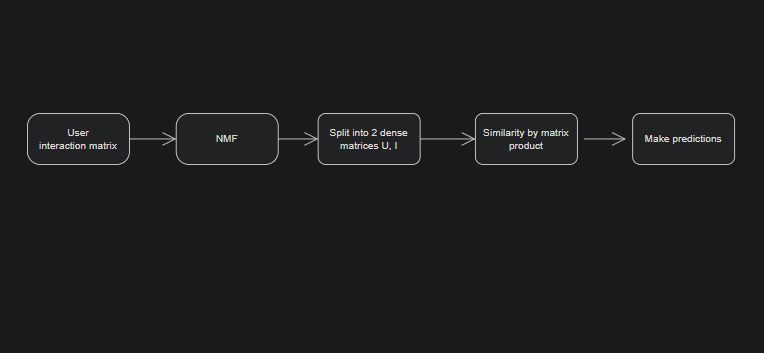 User
interaction matrix
NMF
Split into 2 dense
matrices U, I
Similarity by matrix
product
Make predictions